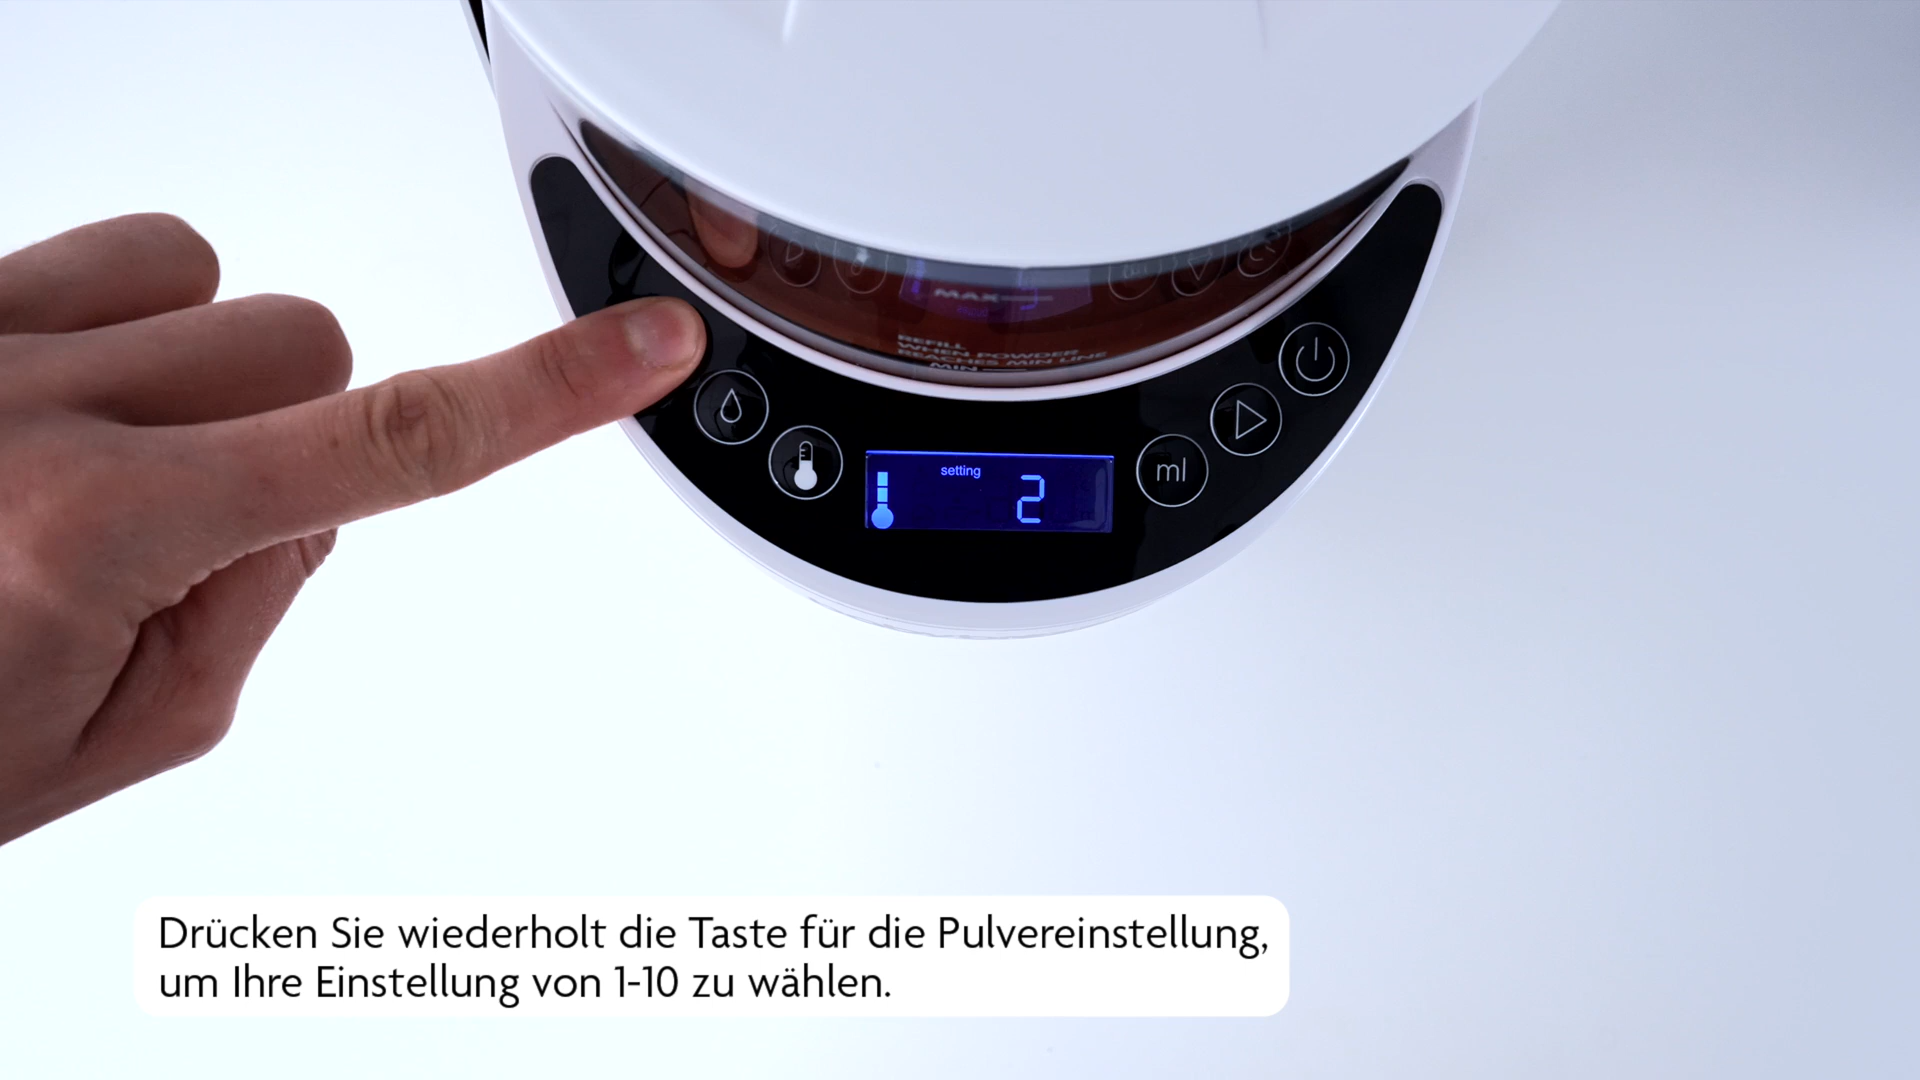 MAX
REFILL
WHEN POWDER
REACHES MIN LINE
MIN
setting
2
ml
Drücken Sie wiederholt die Taste für die Pulvereinstellung,
um Ihre Einstellung von 1-10 zu wählen.